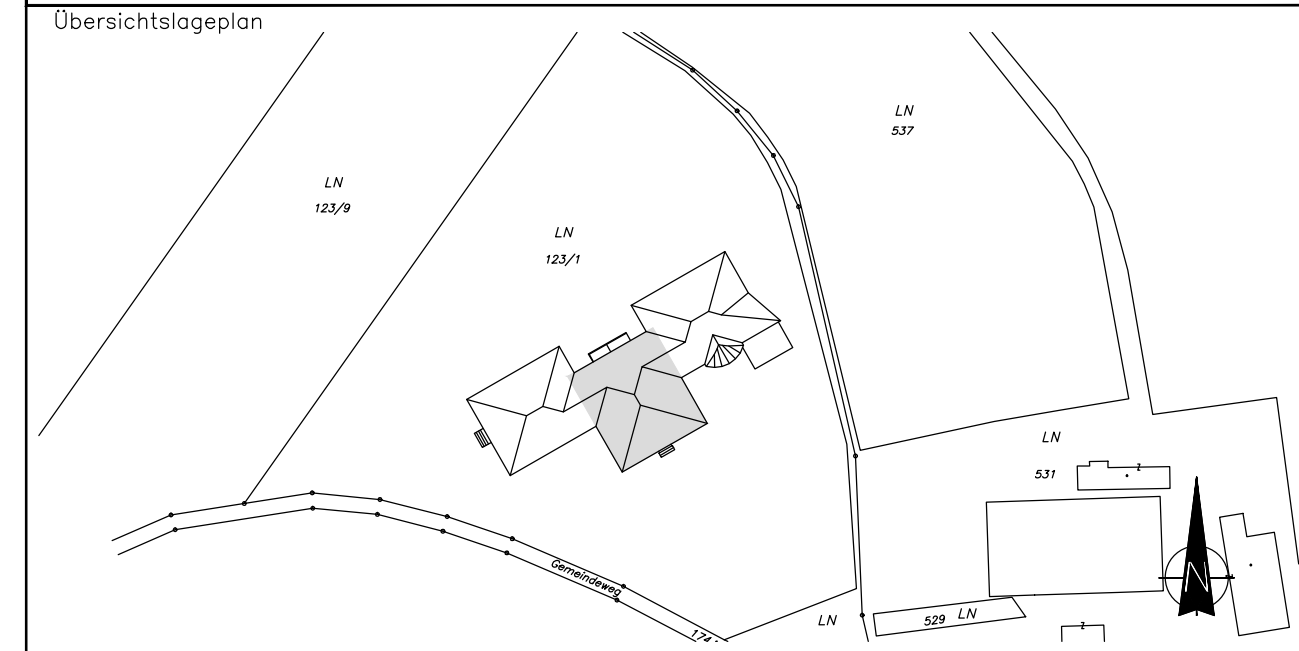 Übersichtslageplan
LN
537
LN
123/9
LN
123/1
LN
531
z
Gemeindeweg
N
LN
529 LN
z